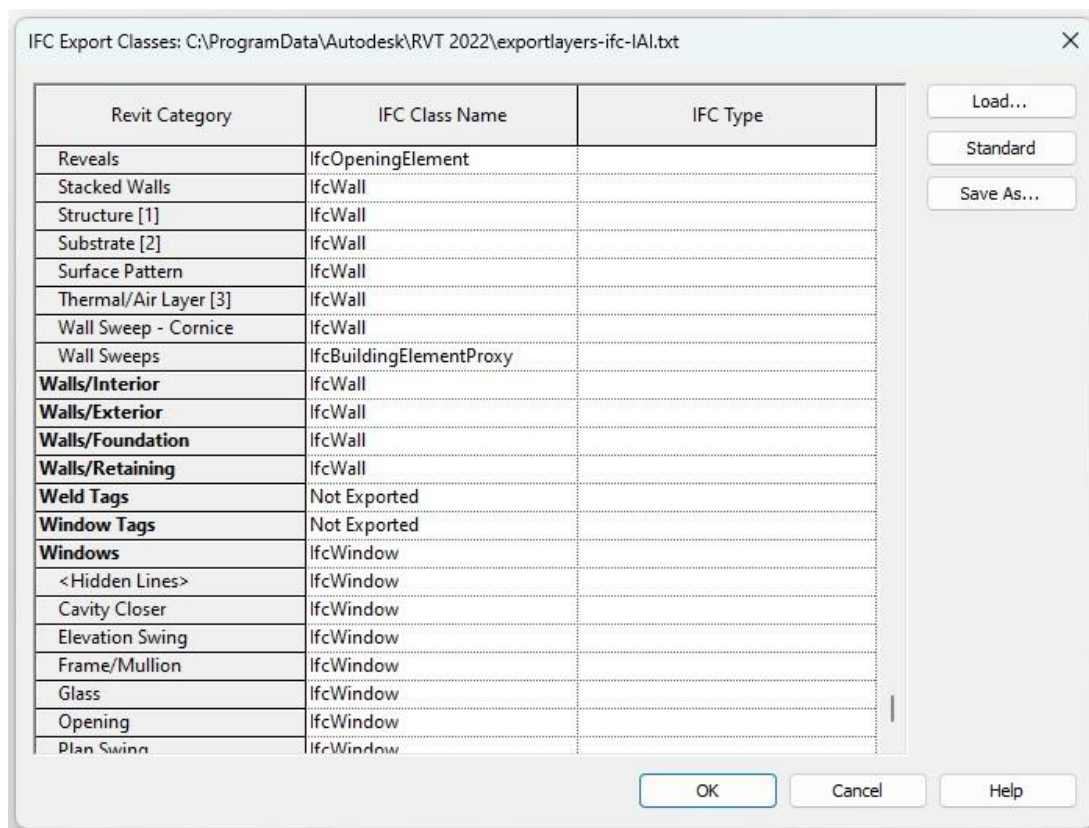 IFC Export Classes: C:\ProgramData\Autodesk\RVT 2022\exportlayers-ifc-IAI.txt
Revit Category IFC Class Name IFC Type
Reveals IfcOpeningElement
Stacked Walls IfcWall
Structure [1] IfcWall
Substrate [2] IfcWall
Surface Pattern IfcWall
Thermal/Air Layer [3] IfcWall
Wall Sweep - Cornice IfcWall
Wall Sweeps IfcBuildingElementProxy
Walls/Interior IfcWall
Walls/Exterior IfcWall
Walls/Foundation IfcWall
Walls/Retaining IfcWall
Weld Tags Not Exported
Window Tags Not Exported
Windows IfcWindow
<Hidden Lines> IfcWindow
Cavity Closer IfcWindow
Elevation Swing IfcWindow
Frame/Mullion IfcWindow
Glass IfcWindow
Opening IfcWindow
Plan Swing IfcWindow
Load...
Standard
Save As...
OK Cancel Help